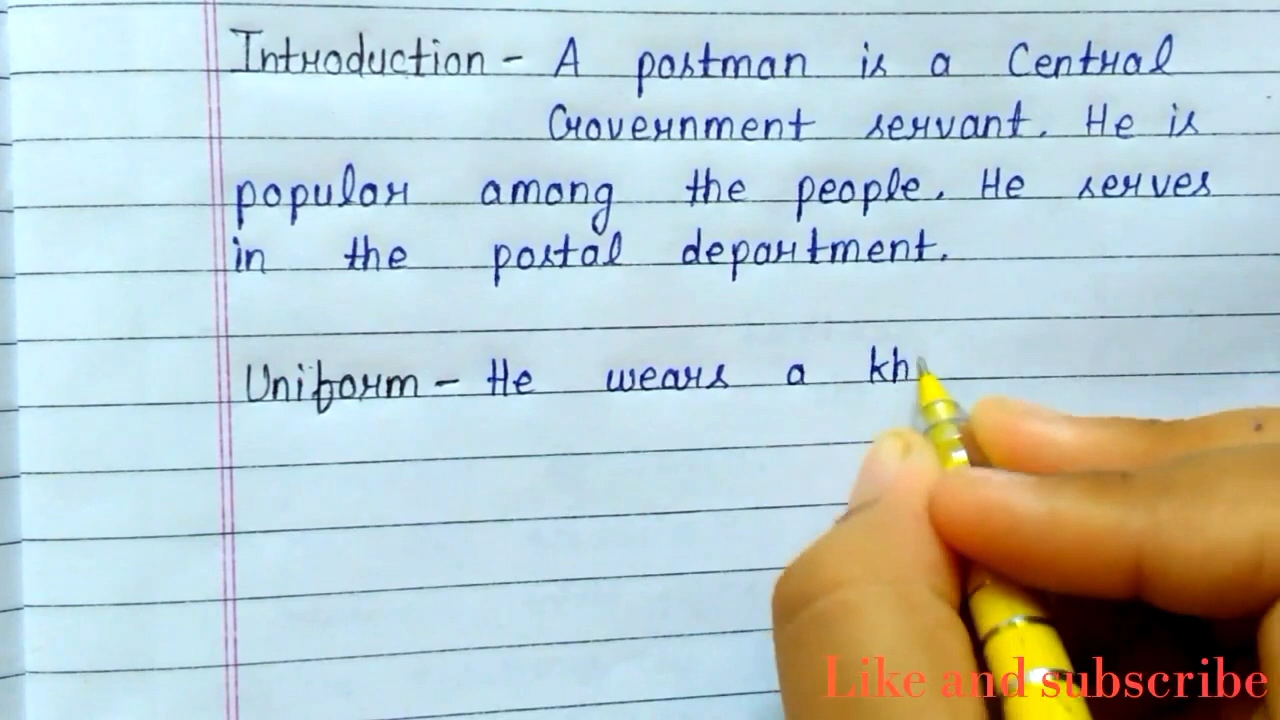 Introduction - A postman is a Central
Government servant. He is
popular among the people. He serves
in the postal department.
Uniform - He wears a kh
Like and subscribe